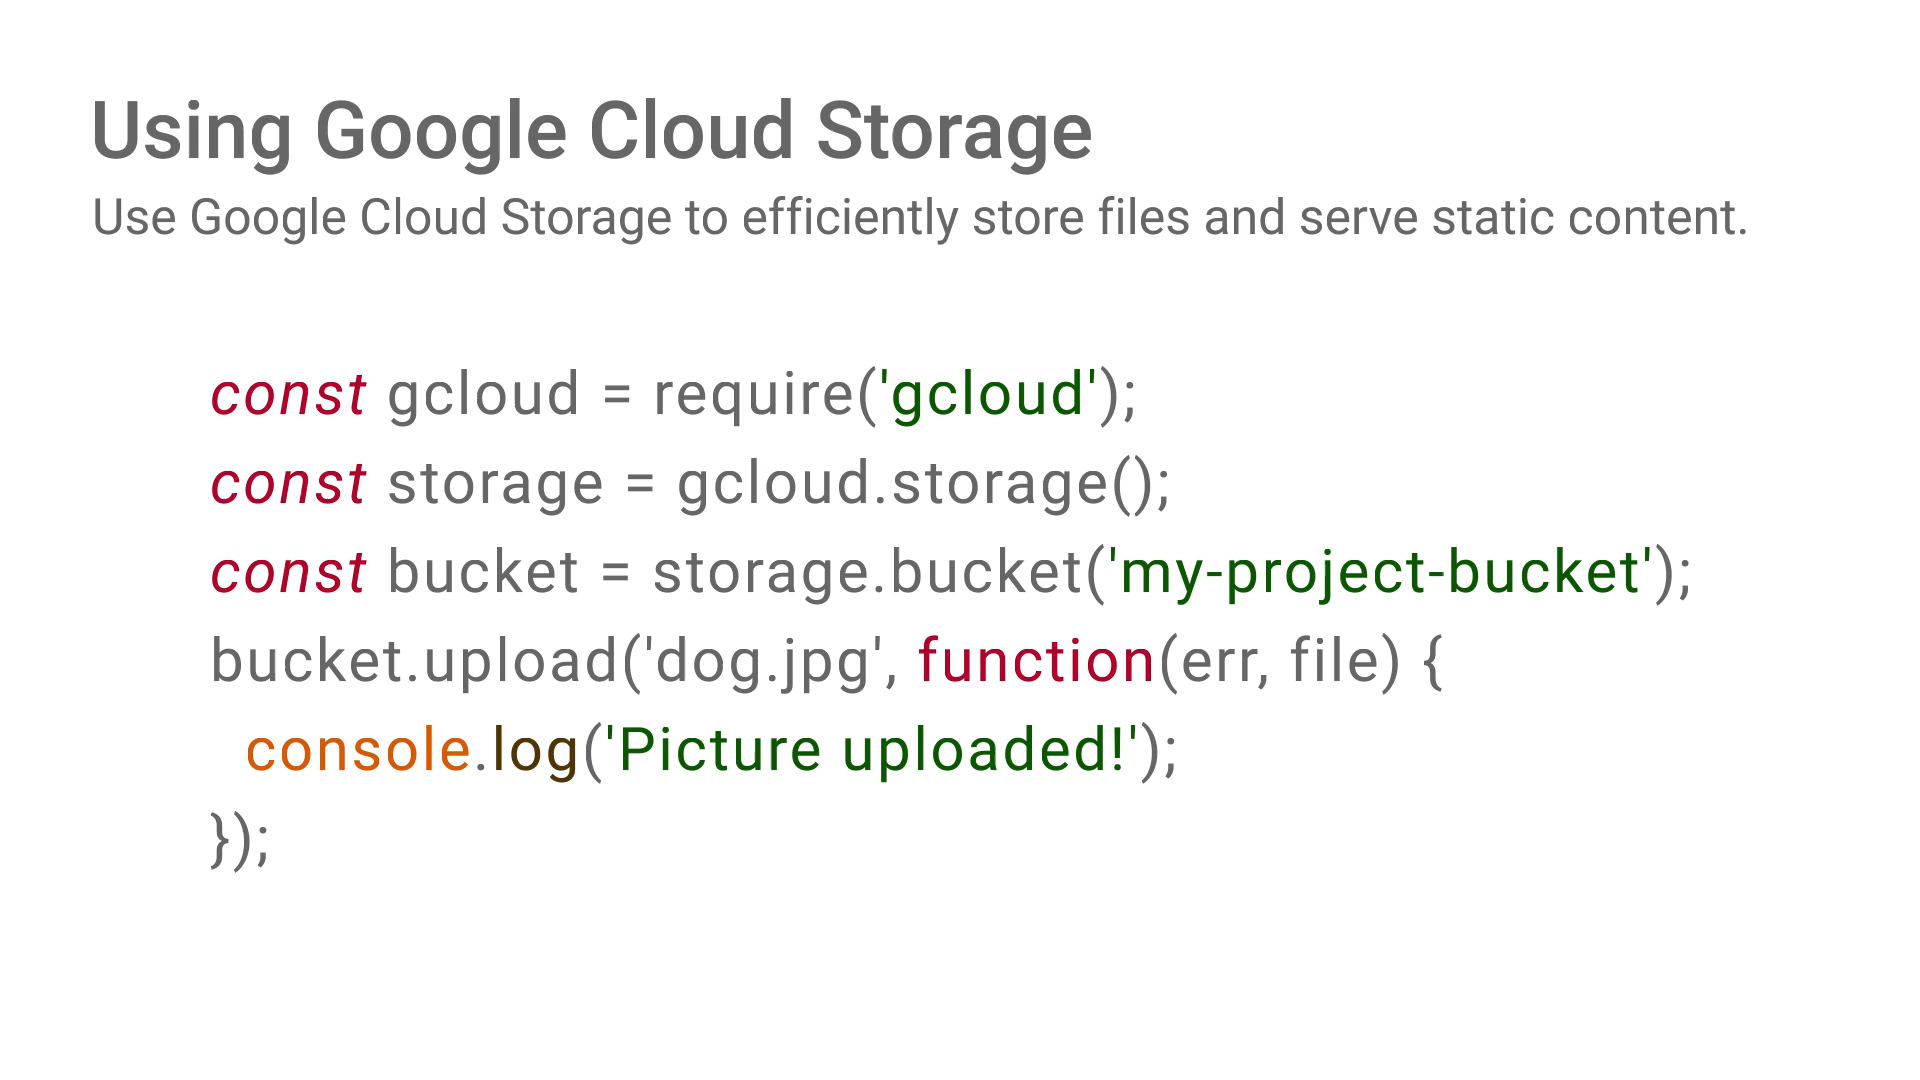 Using Google Cloud Storage
Use Google Cloud Storage to efficiently store files and serve static content.
const gcloud = require('gcloud');
const storage = gcloud.storage();
const bucket = storage.bucket('my-project-bucket');
bucket.upload('dog.jpg', function(err, file) {
  console.log('Picture uploaded!');
});